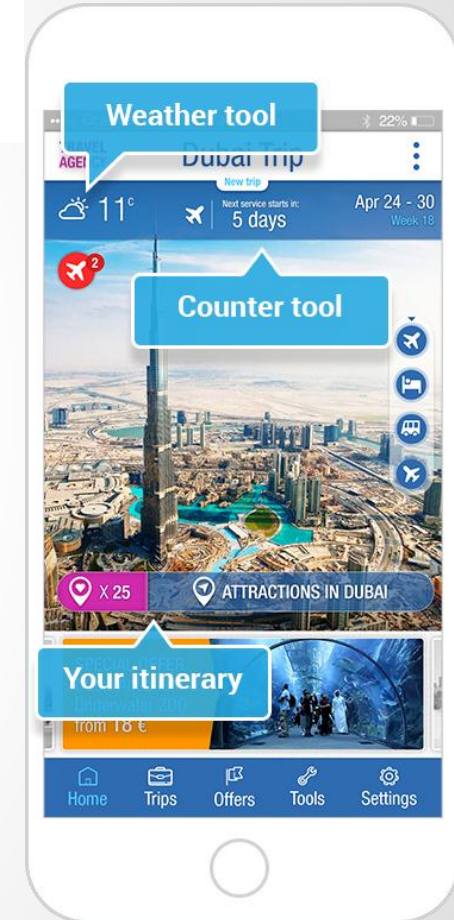 Weather tool
22%
AGENCY
Dubai Trip
New trip
11°
Next service starts in:
5 days
Apr 24 - 30
Week 18
2
Counter tool
X 25
ATTRACTIONS IN DUBAI
Your itinerary
from 18 €
Home
Trips
Offers
Tools
Settings